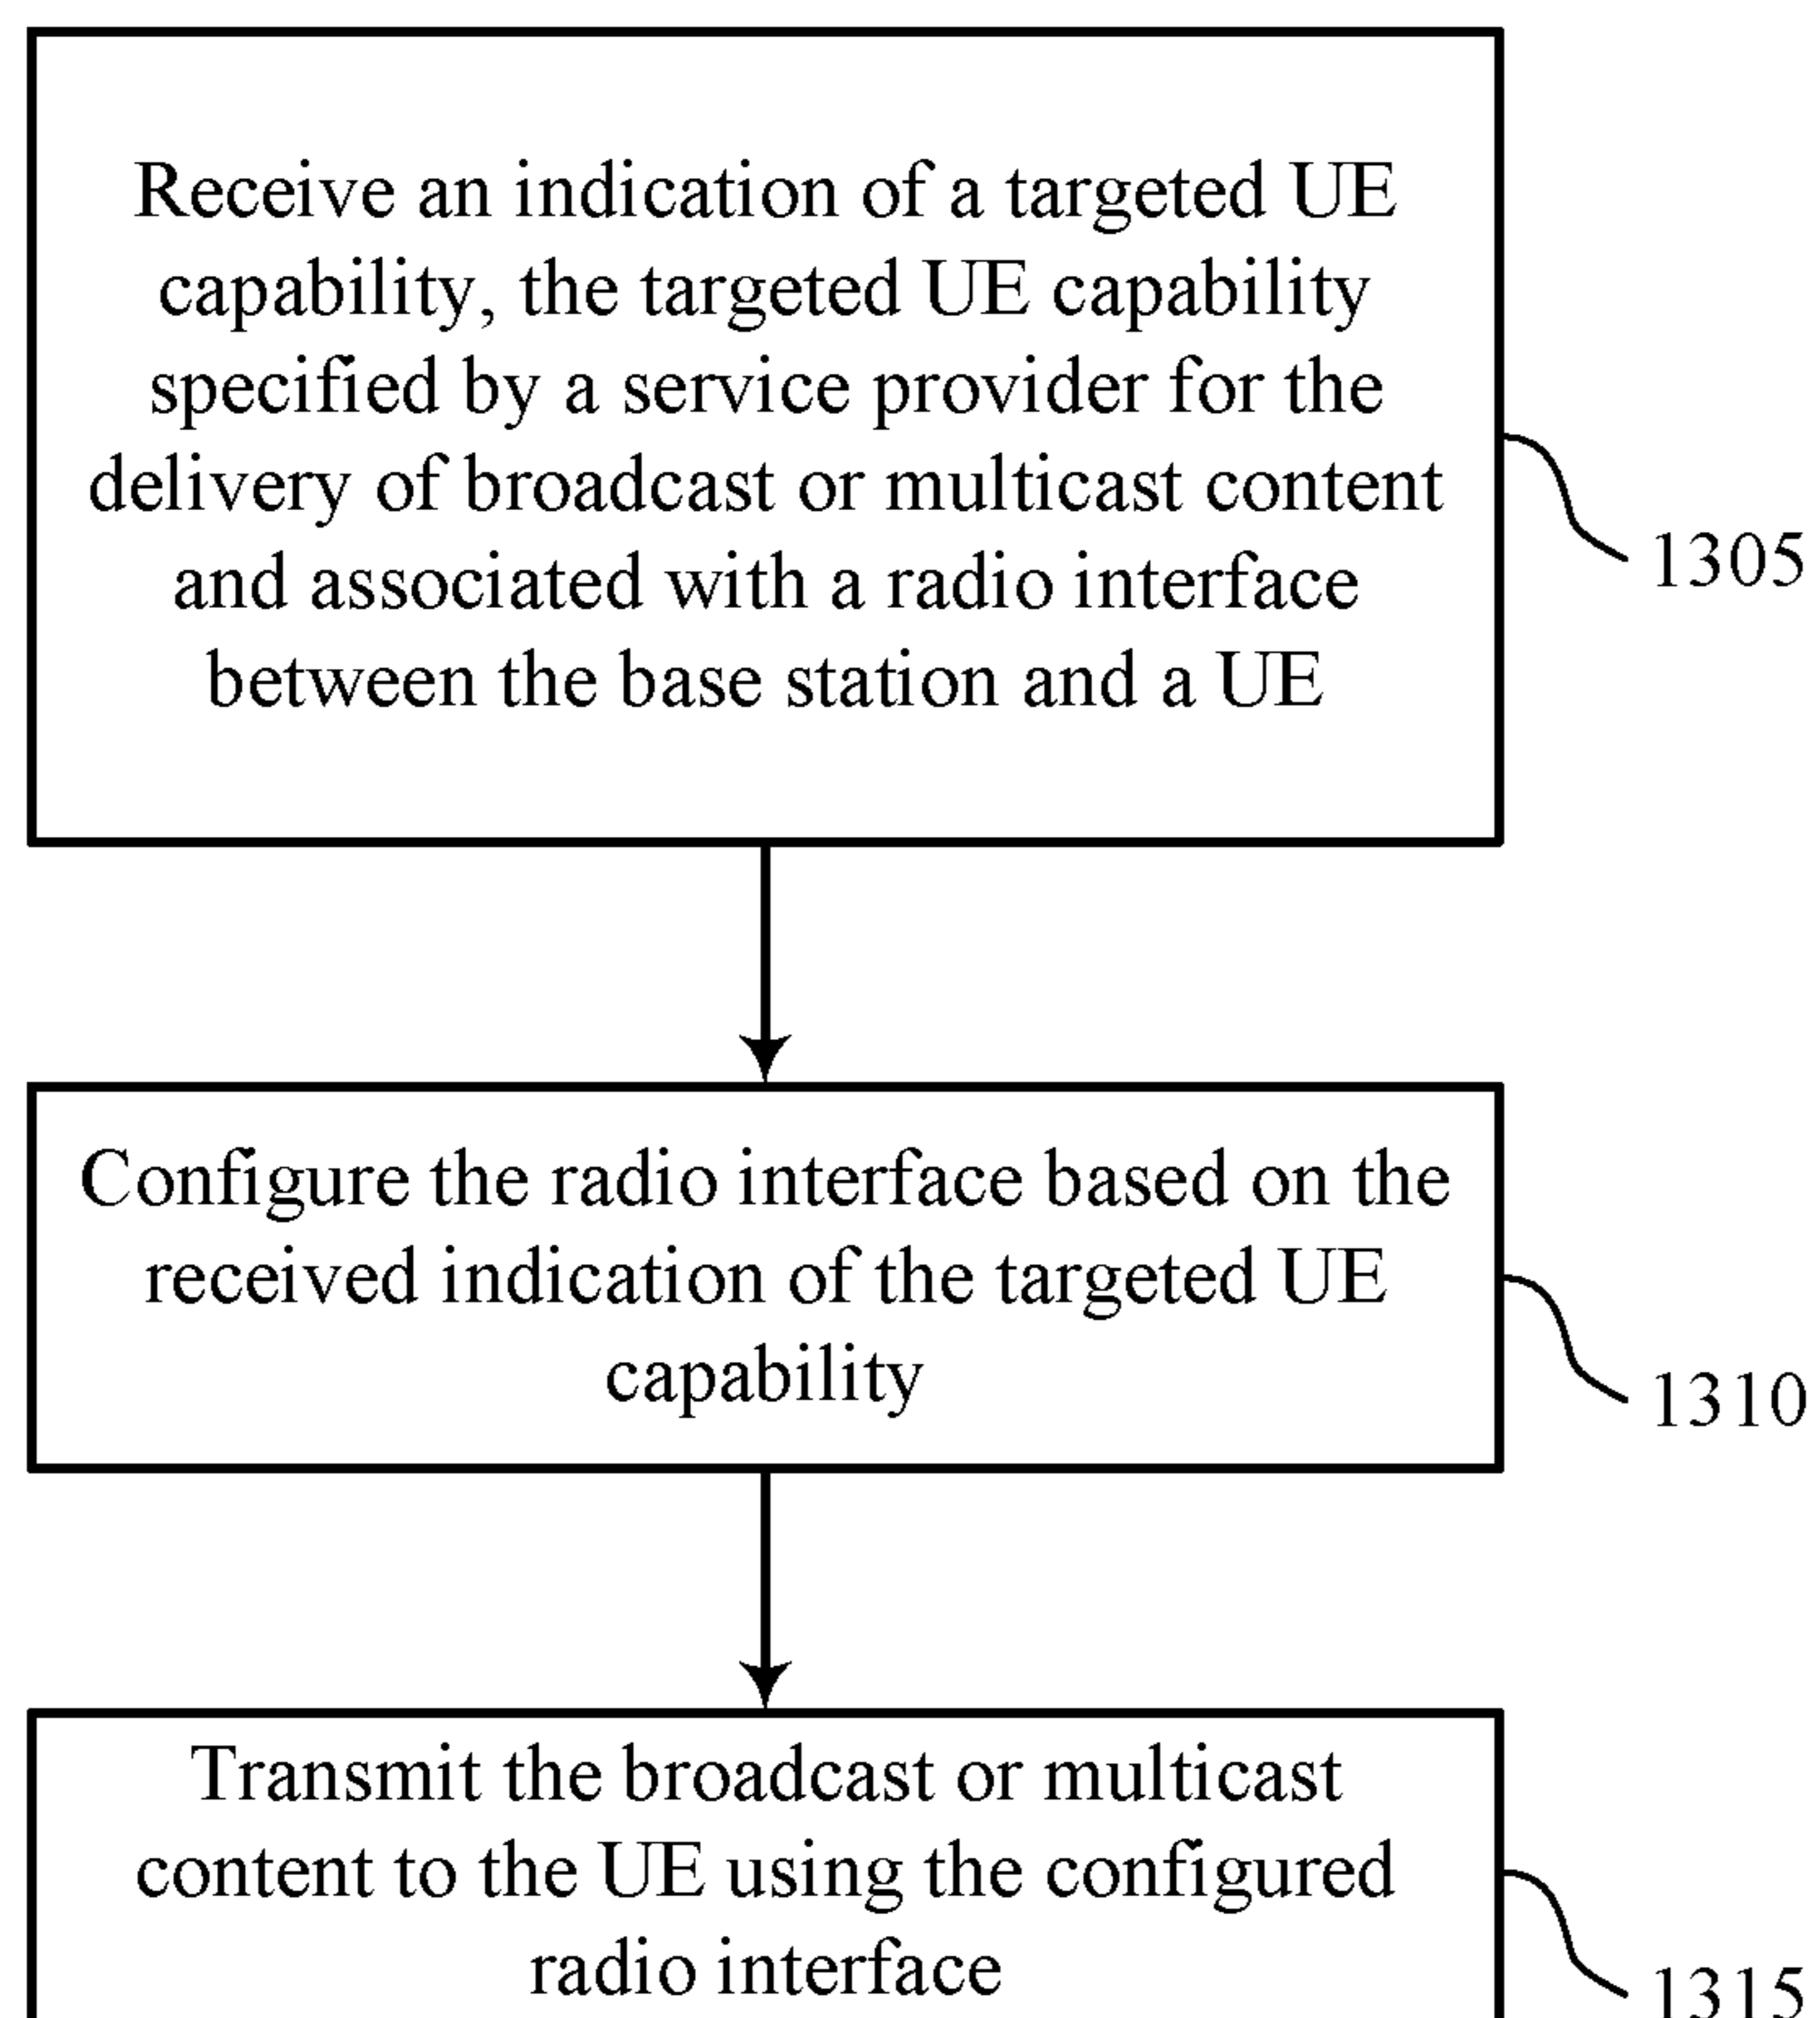 Receive an indication of a targeted UE
capability, the targeted UE capability
specified by a service provider for the
delivery of broadcast or multicast content
and associated with a radio interface
between the base station and a UE
1305
Configure the radio interface based on the
received indication of the targeted UE
capability
1310
Transmit the broadcast or multicast
content to the UE using the configured
radio interface
1315